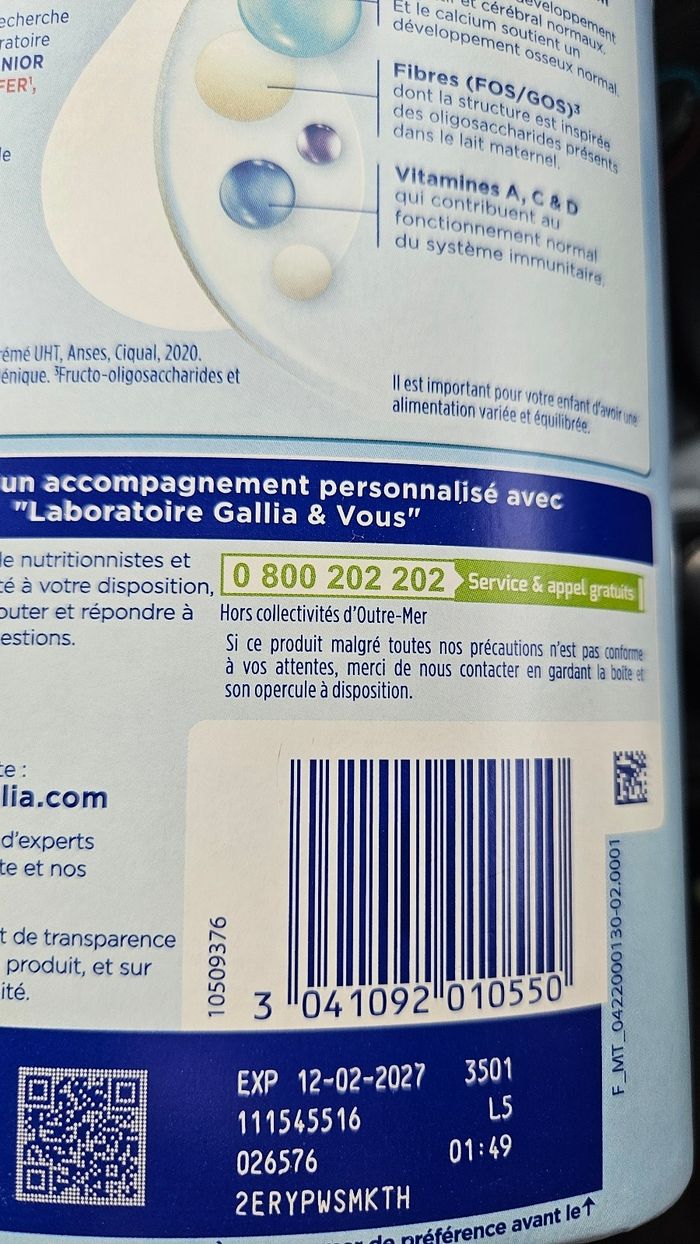 développement
et cérébral normaux.
Et le calcium soutient un
développement osseux normal.
Fibres (FOS/GOS)³
dont la structure est inspirée
des oligosaccharides présents
dans le lait maternel.
Vitamines A, C & D
qui contribuent au
fonctionnement normal
du système immunitaire.
echerche
ratoire
NIOR
FER¹,
le
émé UHT, Anses, Ciqual, 2020.
énique. ³Fructo-oligosaccharides et
Il est important pour votre enfant d'avoir une
alimentation variée et équilibrée.
un accompagnement personnalisé avec
"Laboratoire Gallia & Vous"
de nutritionnistes et
té à votre disposition,
outer et répondre à
estions.
0 800 202 202 Service & appel gratuits
Hors collectivités d'Outre-Mer
Si ce produit malgré toutes nos précautions n'est pas conforme
à vos attentes, merci de nous contacter en gardant la boîte et
son opercule à disposition.
te :
lia.com
d'experts
te et nos
t de transparence
produit, et sur
ité.
10509376
3 041092 010550
F_MT_0422000130-02.0001
EXP 12-02-2027 3501
111545516 L5
026576 01:49
2ERYPWSMKTH
de préférence avant le↑